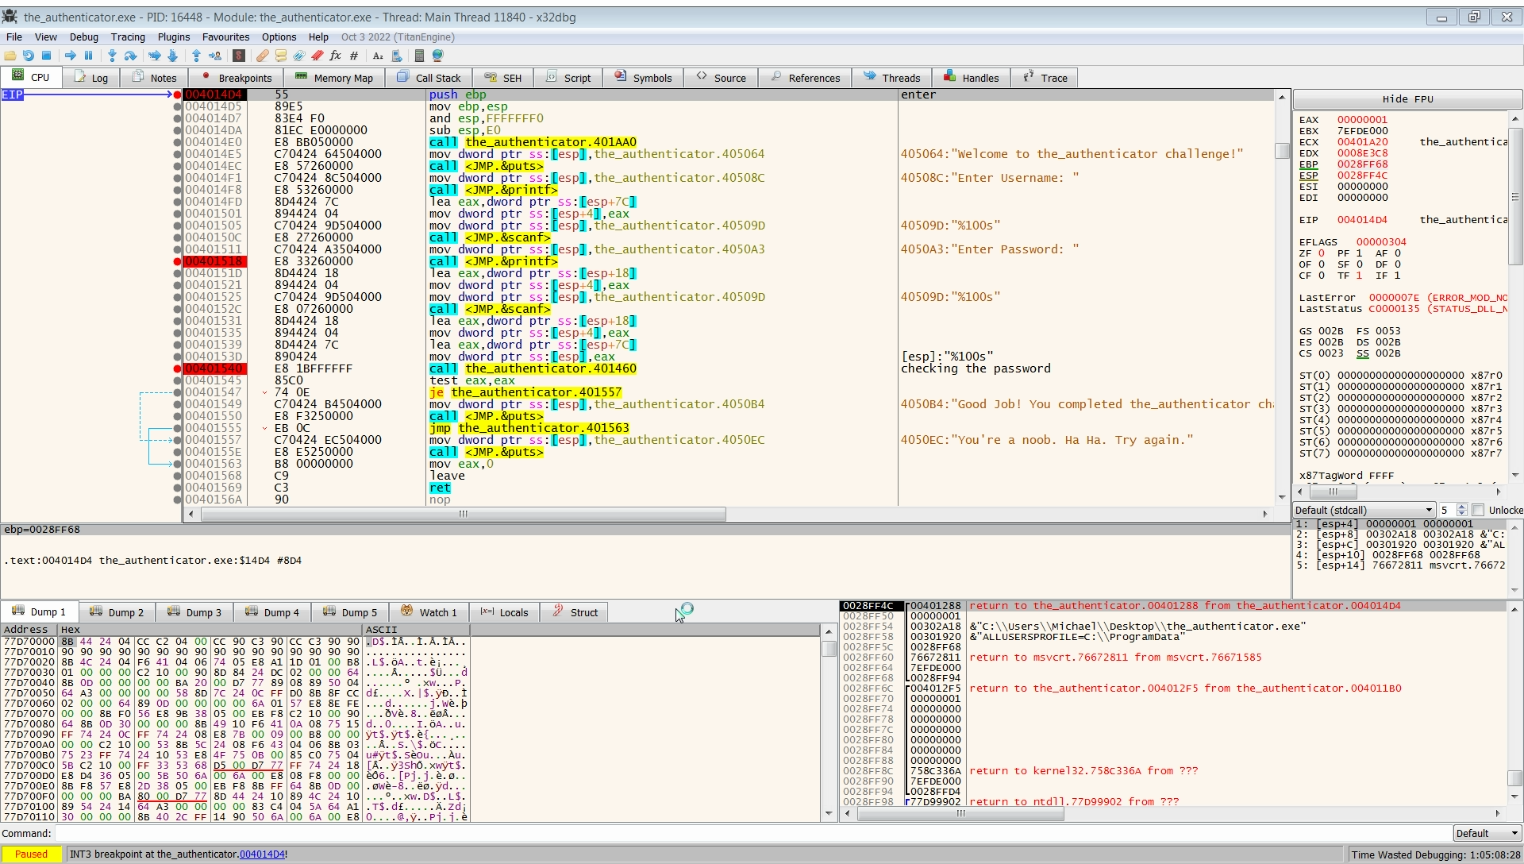 the_authenticator.exe - PID: 16448 - Module: the_authenticator.exe - Thread: Main Thread 11840 - x32dbg
File View Debug Tracing Plugins Favourites Options Help Oct 3 2022 (TitanEngine)
CPU Log Notes Breakpoints Memory Map Call Stack SEH Script Symbols Source References Threads Handles Trace
EIP 004014D4 55 push ebp enter
004014D5 89E5 mov ebp,esp
004014D7 83E4 F0 and esp,FFFFFFF0
004014DA 81EC E0000000 sub esp,E0
004014E0 E8 BB050000 call the_authenticator.401AA0
004014E5 C70424 64504000 mov dword ptr ss:[esp],the_authenticator.405064 405064:"Welcome to the_authenticator challenge!"
004014EC E8 57260000 call <JMP.&puts>
004014F1 C70424 8C504000 mov dword ptr ss:[esp],the_authenticator.40508C 40508C:"Enter Username: "
004014F8 E8 53260000 call <JMP.&printf>
004014FD 8D4424 7C lea eax,dword ptr ss:[esp+7C]
00401501 894424 04 mov dword ptr ss:[esp+4],eax
00401505 C70424 9D504000 mov dword ptr ss:[esp],the_authenticator.40509D 40509D:"%100s"
0040150C E8 27260000 call <JMP.&scanf>
00401511 C70424 A3504000 mov dword ptr ss:[esp],the_authenticator.4050A3 4050A3:"Enter Password: "
00401518 E8 33260000 call <JMP.&printf>
0040151D 8D4424 18 lea eax,dword ptr ss:[esp+18]
00401521 894424 04 mov dword ptr ss:[esp+4],eax
00401525 C70424 9D504000 mov dword ptr ss:[esp],the_authenticator.40509D 40509D:"%100s"
0040152C E8 07260000 call <JMP.&scanf>
00401531 8D4424 18 lea eax,dword ptr ss:[esp+18]
00401535 894424 04 mov dword ptr ss:[esp+4],eax
00401539 8D4424 7C lea eax,dword ptr ss:[esp+7C]
0040153D 890424 mov dword ptr ss:[esp],eax [esp]:"%100s"
00401540 E8 1BFFFFFF call the_authenticator.401460 checking the password
00401545 85C0 test eax,eax
00401547 74 0E je the_authenticator.401557
00401549 C70424 B4504000 mov dword ptr ss:[esp],the_authenticator.4050B4 4050B4:"Good Job! You completed the_authenticator cha
00401550 E8 F3250000 call <JMP.&puts>
00401555 EB 0C jmp the_authenticator.401563
00401557 C70424 EC504000 mov dword ptr ss:[esp],the_authenticator.4050EC 4050EC:"You're a noob. Ha Ha. Try again."
0040155E E8 E5250000 call <JMP.&puts>
00401563 B8 00000000 mov eax,0
00401568 C9 leave
00401569 C3 ret
0040156A 90 nop
Hide FPU
EAX 00000001
EBX 7EFDE000
ECX 00401A20 the_authentica
EDX 0008E3C8
EBP 0028FF68
ESP 0028FF4C
ESI 00000000
EDI 00000000
EIP 004014D4 the_authentica
EFLAGS 00000304
ZF 0 PF 1 AF 0
OF 0 SF 0 DF 0
CF 0 TF 1 IF 1
LastError 0000007E (ERROR_MOD_NO
LastStatus C0000135 (STATUS_DLL_N
GS 002B FS 0053
ES 002B DS 002B
CS 0023 SS 002B
ST(0) 00000000000000000000 x87r0
ST(1) 00000000000000000000 x87r1
ST(2) 00000000000000000000 x87r2
ST(3) 00000000000000000000 x87r3
ST(4) 00000000000000000000 x87r4
ST(5) 00000000000000000000 x87r5
ST(6) 00000000000000000000 x87r6
ST(7) 00000000000000000000 x87r7
x87TagWord FFFF
Default (stdcall) 5 Unlocke
1: [esp+4] 00000001 00000001
2: [esp+8] 00302A18 00302A18 &"C:
3: [esp+C] 00301920 00301920 &"AL
4: [esp+10] 0028FF68 0028FF68
5: [esp+14] 76672811 msvcrt.76672
ebp=0028FF68
.text:004014D4 the_authenticator.exe:$14D4 #8D4
Dump 1 Dump 2 Dump 3 Dump 4 Dump 5 Watch 1 Locals Struct
Address Hex ASCII
77D70000 8B 44 24 04 CC C2 04 00 CC 90 C3 90 CC C3 90 90
77D70010 90 90 90 90 90 90 90 90 90 90 90 90 90 90 90 90
77D70020 8B 4C 24 04 F6 41 04 06 74 05 E8 A1 1D 01 00 B8
77D70030 01 00 00 00 C2 10 00 90 8D 84 24 DC 02 00 00 64
77D70040 8B 0D 00 00 00 00 BA 20 00 D7 77 89 08 89 50 04
77D70050 64 A3 00 00 00 00 58 8D 7C 24 0C FF D0 8B 8F CC
77D70060 02 00 00 64 89 0D 00 00 00 00 6A 01 57 E8 8E FE
77D70070 00 00 8B F0 56 E8 9B 38 05 00 EB F8 C2 10 00 90
77D70080 64 8B 0D 30 00 00 00 8B 49 10 F6 41 0A 08 75 15
77D70090 FF 74 24 0C FF 74 24 08 E8 7B 00 09 00 B8 00 00
77D700A0 00 00 C2 10 00 53 8B 5C 24 08 F6 43 04 06 8B 03
77D700B0 75 23 FF 74 24 10 53 E8 4F 75 0B 00 85 C0 75 04
77D700C0 5B C2 10 00 FF 33 53 68 D5 00 D7 77 FF 74 24 18
77D700D0 E8 D4 36 05 00 5B 50 6A 00 6A 00 E8 08 F8 00 00
77D700E0 8B F8 57 E8 2D 38 05 00 EB F8 8B FF 64 8B 0D 00
77D700F0 00 00 00 BA 80 00 D7 77 8D 44 24 10 89 4C 24 10
77D70100 89 54 24 14 64 A3 00 00 00 00 83 C4 04 5A 64 A1
77D70110 30 00 00 00 8B 40 2C FF 14 90 50 6A 00 6A 00 E8
0028FF4C 00401288 return to the_authenticator.00401288 from the_authenticator.004014D4
0028FF50 00000001
0028FF54 00302A18 &"C:\\Users\\Michael\\Desktop\\the_authenticator.exe"
0028FF58 00301920 &"ALLUSERSPROFILE=C:\\ProgramData"
0028FF5C 0028FF68
0028FF60 76672811 return to msvcrt.76672811 from msvcrt.76671585
0028FF64 7EFDE000
0028FF68 0028FF94
0028FF6C 004012F5 return to the_authenticator.004012F5 from the_authenticator.004011B0
0028FF70 00000001
0028FF74 00000000
0028FF78 00000000
0028FF7C 00000000
0028FF80 00000000
0028FF84 00000000
0028FF88 00000000
0028FF8C 758C336A return to kernel32.758C336A from ???
0028FF90 7EFDE000
0028FF94 0028FFD4
0028FF98 77D99902 return to ntdll.77D99902 from ???
Command: Default
Paused INT3 breakpoint at the_authenticator.004014D4! Time Wasted Debugging: 1:05:08:28